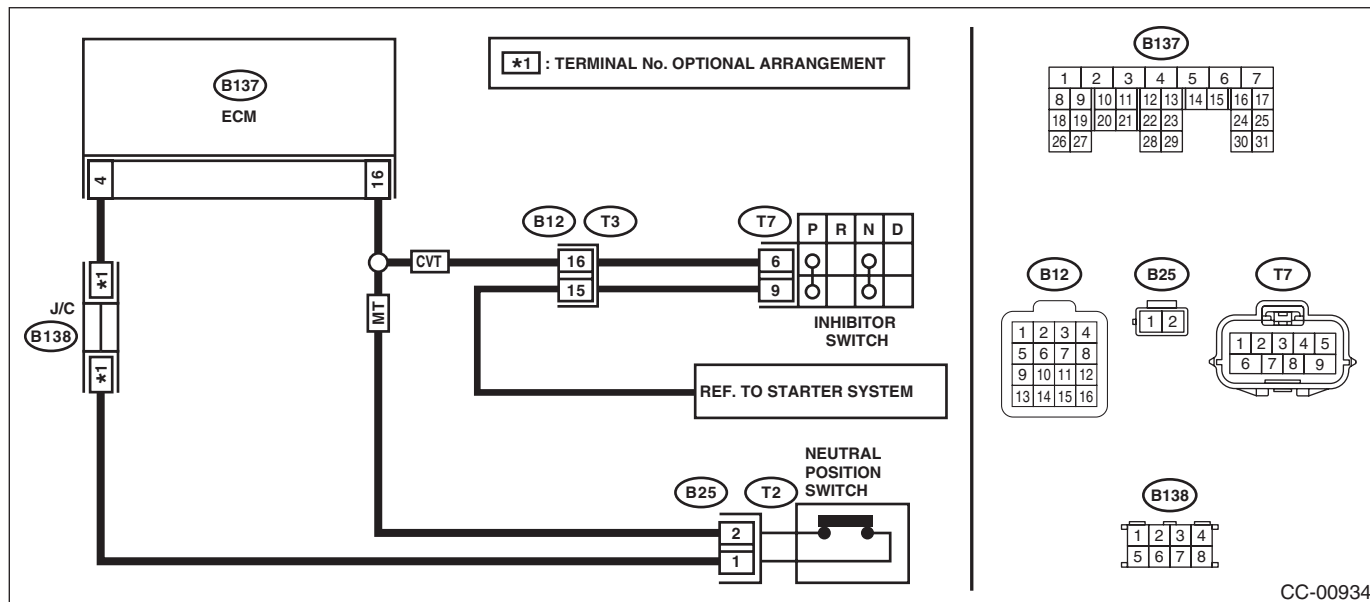 B137
ECM
4
16
*1 : TERMINAL No. OPTIONAL ARRANGEMENT
B12 T3 T7 P R N D
CVT 16 6
15 9
MT
*1
J/C
B138
*1
INHIBITOR
SWITCH
REF. TO STARTER SYSTEM
NEUTRAL
POSITION
SWITCH
B25 T2
2
1
B137
1 2 3 4 5 6 7
8 9 10 11 12 13 14 15 16 17
18 19 20 21 22 23 24 25
26 27 28 29 30 31
B12
1 2 3 4
5 6 7 8
9 10 11 12
13 14 15 16
B25
1 2
T7
1 2 3 4 5
6 7 8 9
B138
1 2 3 4
5 6 7 8
CC-00934